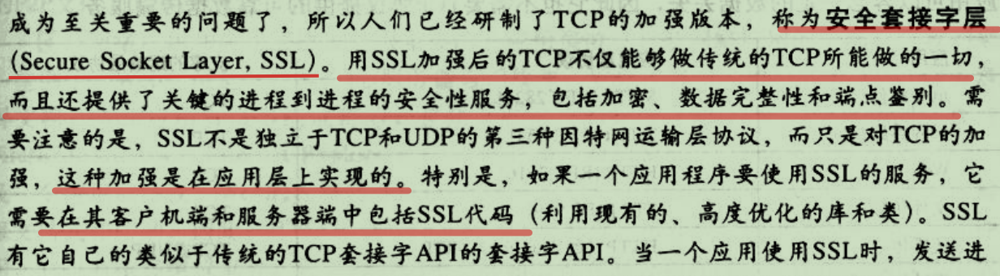 成为至关重要的问题了，所以人们已经研制了TCP的加强版本，称为安全套接字层
(Secure Socket Layer, SSL)。用SSL加强后的TCP不仅能够做传统的TCP所能做的一切，
而且还提供了关键的进程到进程的安全性服务，包括加密、数据完整性和端点鉴别。需
要注意的是，SSL不是独立于TCP和UDP的第三种因特网运输层协议，而只是对TCP的加
强，这种加强是在应用层上实现的。特别是，如果一个应用程序要使用SSL的服务，它
需要在其客户机端和服务器端中包括SSL代码（利用现有的、高度优化的库和类）。SSL
有它自己的类似于传统的TCP套接字API的套接字API。当一个应用使用SSL时，发送进